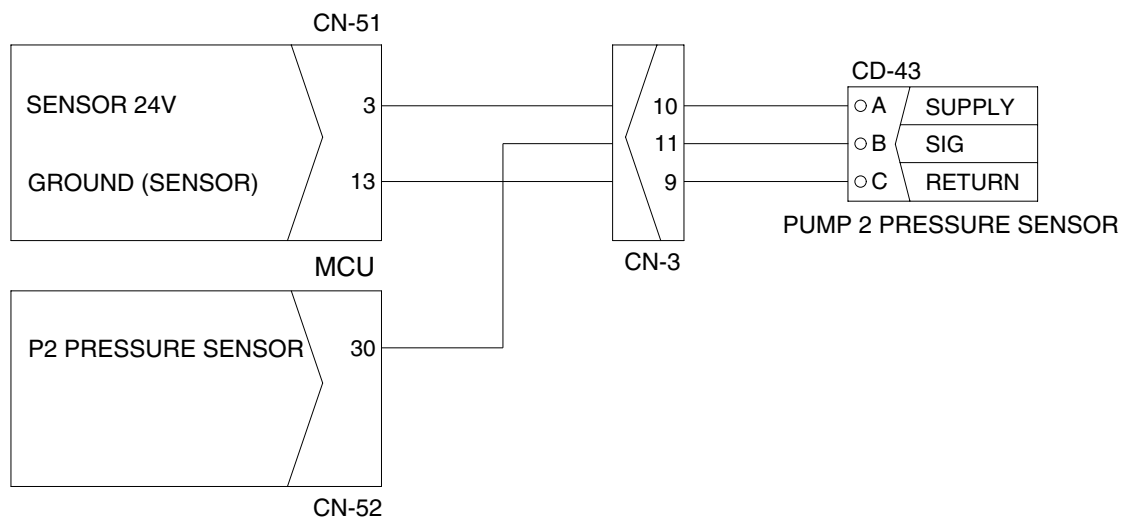 CN-51
SENSOR 24V 3
GROUND (SENSOR) 13
MCU
P2 PRESSURE SENSOR 30
CN-52
10
11
9
CN-3
CD-43
A SUPPLY
B SIG
C RETURN
PUMP 2 PRESSURE SENSOR